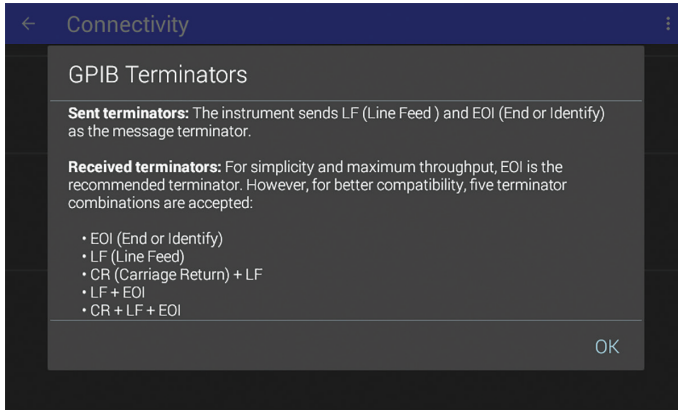 Connectivity
GPIB Terminators
Sent terminators: The instrument sends LF (Line Feed ) and EOI (End or Identify)
as the message terminator.
Received terminators: For simplicity and maximum throughput, EOI is the
recommended terminator. However, for better compatibility, five terminator
combinations are accepted:
• EOI (End or Identify)
• LF (Line Feed)
• CR (Carriage Return) + LF
• LF + EOI
• CR + LF + EOI
OK